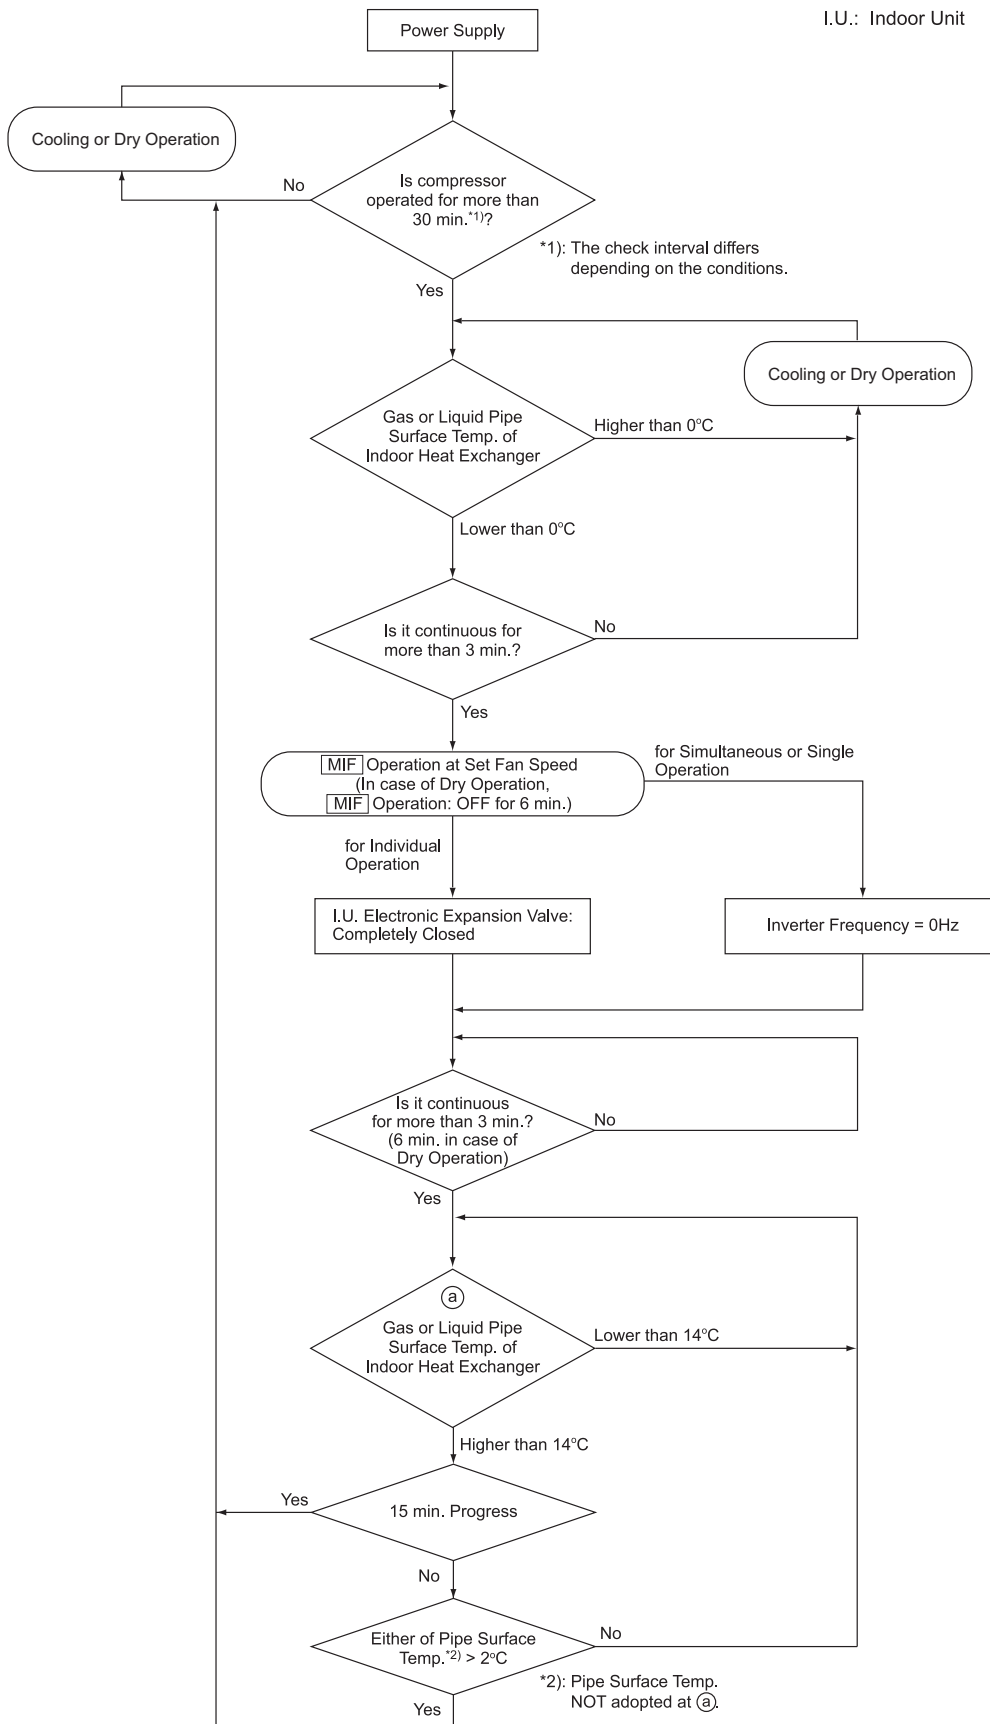 I.U.: Indoor Unit
Power Supply
Cooling or Dry Operation
No
Is compressor
operated for more than
30 min.*1)?
*1): The check interval differs
depending on the conditions.
Yes
Cooling or Dry Operation
Gas or Liquid Pipe
Surface Temp. of
Indoor Heat Exchanger
Higher than 0°C
Lower than 0°C
Is it continuous for
more than 3 min.?
No
Yes
MIF Operation at Set Fan Speed
(In case of Dry Operation,
MIF Operation: OFF for 6 min.)
for Simultaneous or Single
Operation
for Individual
Operation
I.U. Electronic Expansion Valve:
Completely Closed
Inverter Frequency = 0Hz
Is it continuous
for more than 3 min.?
(6 min. in case of
Dry Operation)
No
Yes
a
Gas or Liquid Pipe
Surface Temp. of
Indoor Heat Exchanger
Lower than 14°C
Higher than 14°C
Yes
15 min. Progress
No
Either of Pipe Surface
Temp.*2) > 2°C
No
*2): Pipe Surface Temp.
NOT adopted at ⓐ.
Yes